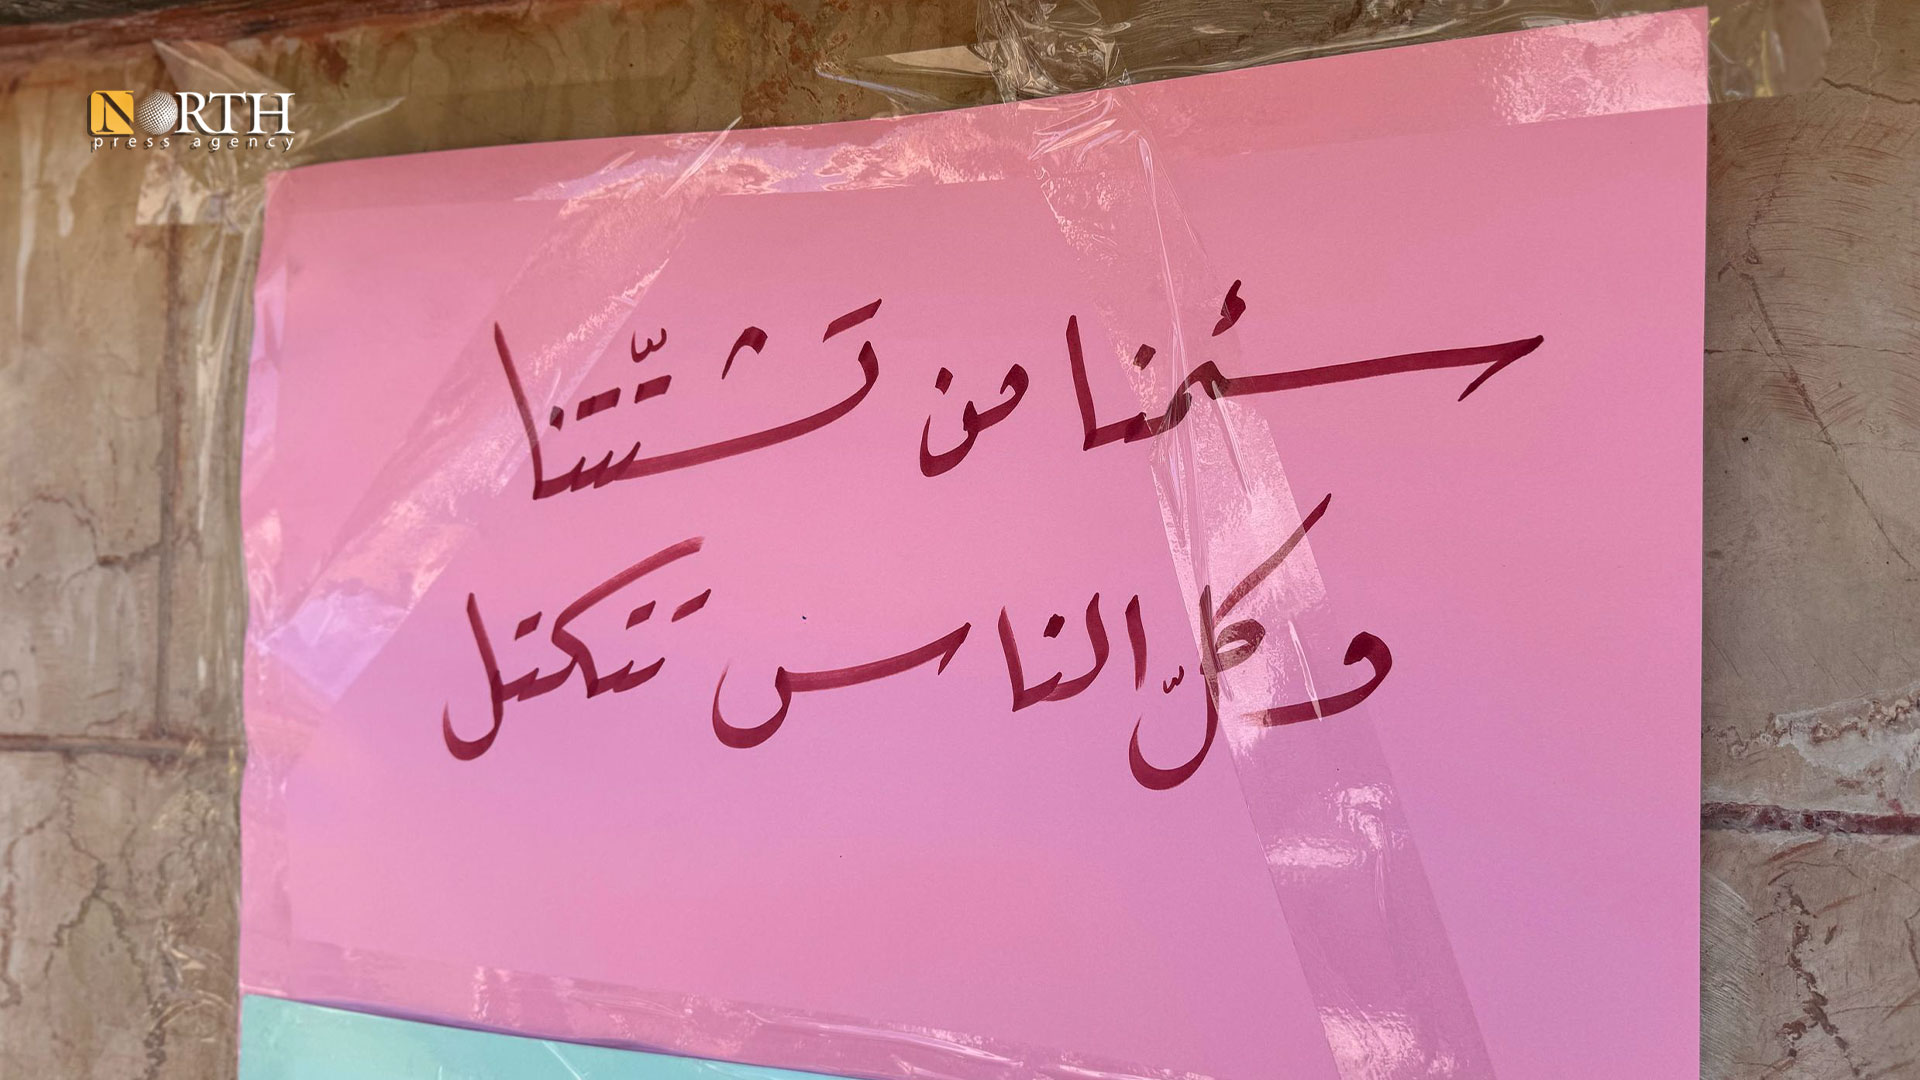 NORTH
press agency
سئمنا من تشتّتنا
وكلّ الناس تتكتل